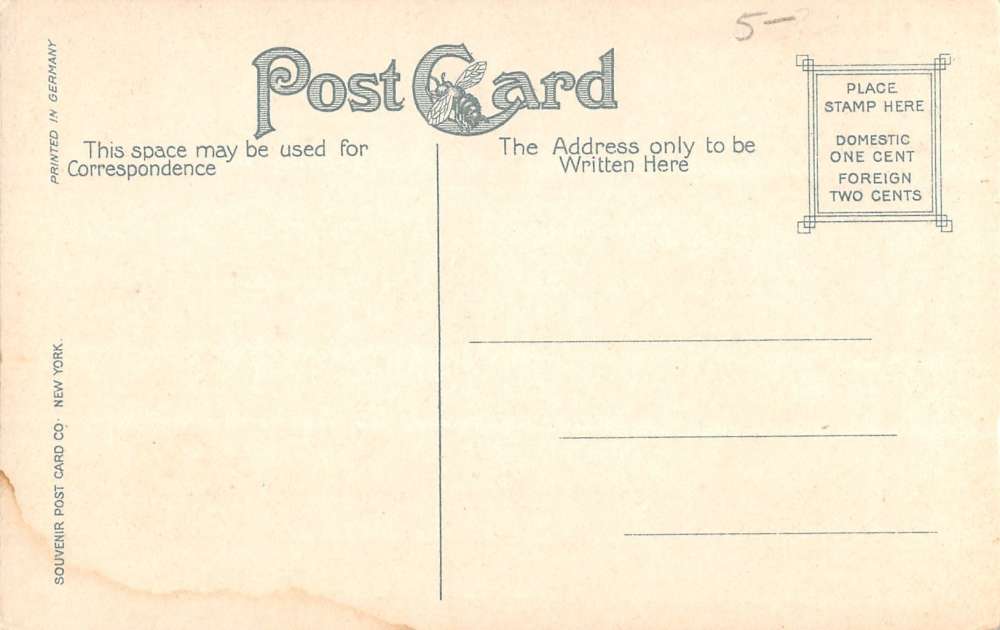 5-
Post Card
PLACE
STAMP HERE
DOMESTIC
ONE CENT
FOREIGN
TWO CENTS
This space may be used for
Correspondence
The Address only to be
Written Here
PRINTED IN GERMANY
SOUVENIR POST CARD CO· NEW YORK.